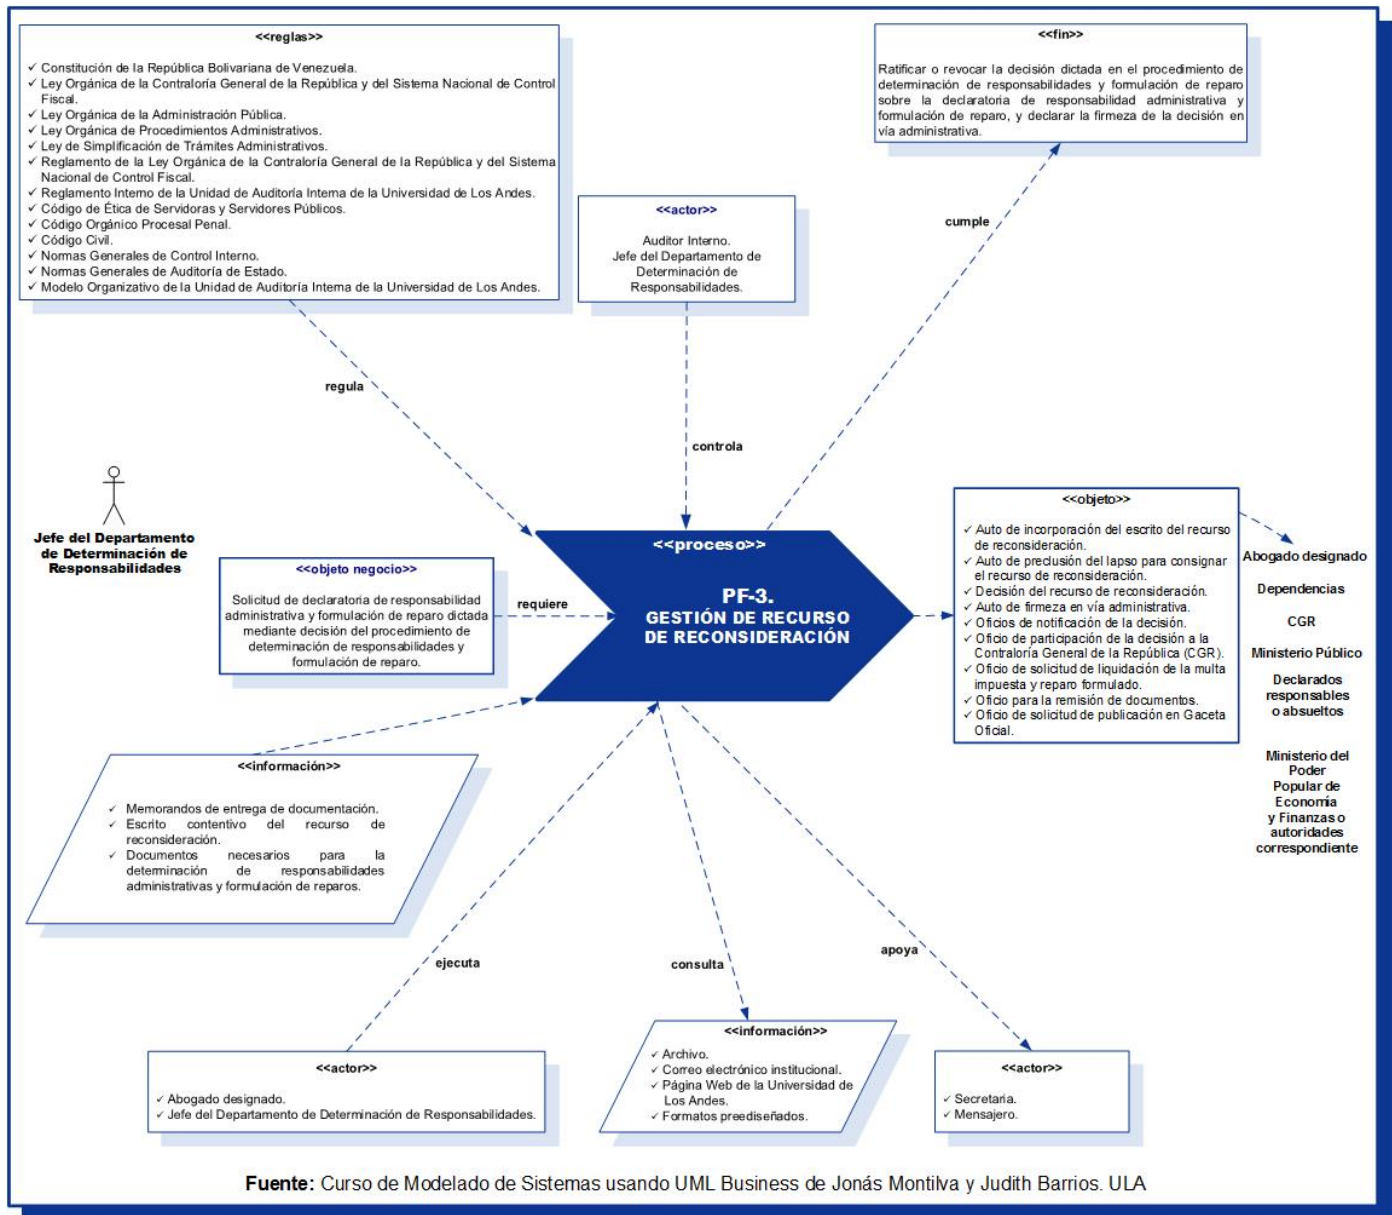 <<reglas>>
✓ Constitución de la República Bolivariana de Venezuela.
✓ Ley Orgánica de la Contraloría General de la República y del Sistema Nacional de Control
Fiscal.
✓ Ley Orgánica de la Administración Pública.
✓ Ley Orgánica de Procedimientos Administrativos.
✓ Ley de Simplificación de Trámites Administrativos.
✓ Reglamento de la Ley Orgánica de la Contraloría General de la República y del Sistema
Nacional de Control Fiscal.
✓ Reglamento Interno de la Unidad de Auditoría Interna de la Universidad de Los Andes.
✓ Código de Ética de Servidoras y Servidores Públicos.
✓ Código Orgánico Procesal Penal.
✓ Código Civil.
✓ Normas Generales de Control Interno.
✓ Normas Generales de Auditoría de Estado.
✓ Modelo Organizativo de la Unidad de Auditoría Interna de la Universidad de Los Andes.
<<fin>>
Ratificar o revocar la decisión dictada en el procedimiento de
determinación de responsabilidades y formulación de reparo
sobre la declaratoria de responsabilidad administrativa y
formulación de reparo, y declarar la firmeza de la decisión en
vía administrativa.
<<actor>>
Auditor Interno.
Jefe del Departamento de
Determinación de
Responsabilidades.
cumple
regula
controla
Jefe del Departamento
de Determinación de
Responsabilidades
<<objeto negocio>>
Solicitud de declaratoria de responsabilidad
administrativa y formulación de reparo dictada
mediante decisión del procedimiento de
determinación de responsabilidades y
formulación de reparo.
requiere
<<proceso>>
PF-3.
GESTIÓN DE RECURSO
DE RECONSIDERACIÓN
<<objeto>>
✓ Auto de incorporación del escrito del recurso
de reconsideración.
✓ Auto de preclusión del lapso para consignar
el recurso de reconsideración.
✓ Decisión del recurso de reconsideración.
✓ Auto de firmeza en vía administrativa.
✓ Oficios de notificación de la decisión.
✓ Oficio de participación de la decisión a la
Contraloría General de la República (CGR).
✓ Oficio de solicitud de liquidación de la multa
impuesta y reparo formulado.
✓ Oficio para la remisión de documentos.
✓ Oficio de solicitud de publicación en Gaceta
Oficial.
Abogado designado
Dependencias
CGR
Ministerio Público
Declarados
responsables
o absueltos
Ministerio del
Poder
Popular de
Economía
y Finanzas o
autoridades
correspondiente
<<información>>
✓ Memorandos de entrega de documentación.
✓ Escrito contentivo del recurso de
reconsideración.
✓ Documentos necesarios para la
determinación de responsabilidades
administrativas y formulación de reparos.
ejecuta
consulta
apoya
<<actor>>
✓ Abogado designado.
✓ Jefe del Departamento de Determinación de Responsabilidades.
<<información>>
✓ Archivo.
✓ Correo electrónico institucional.
✓ Página Web de la Universidad de
Los Andes.
✓ Formatos preediseñados.
<<actor>>
✓ Secretaria.
✓ Mensajero.
Fuente: Curso de Modelado de Sistemas usando UML Business de Jonás Montilva y Judith Barrios. ULA